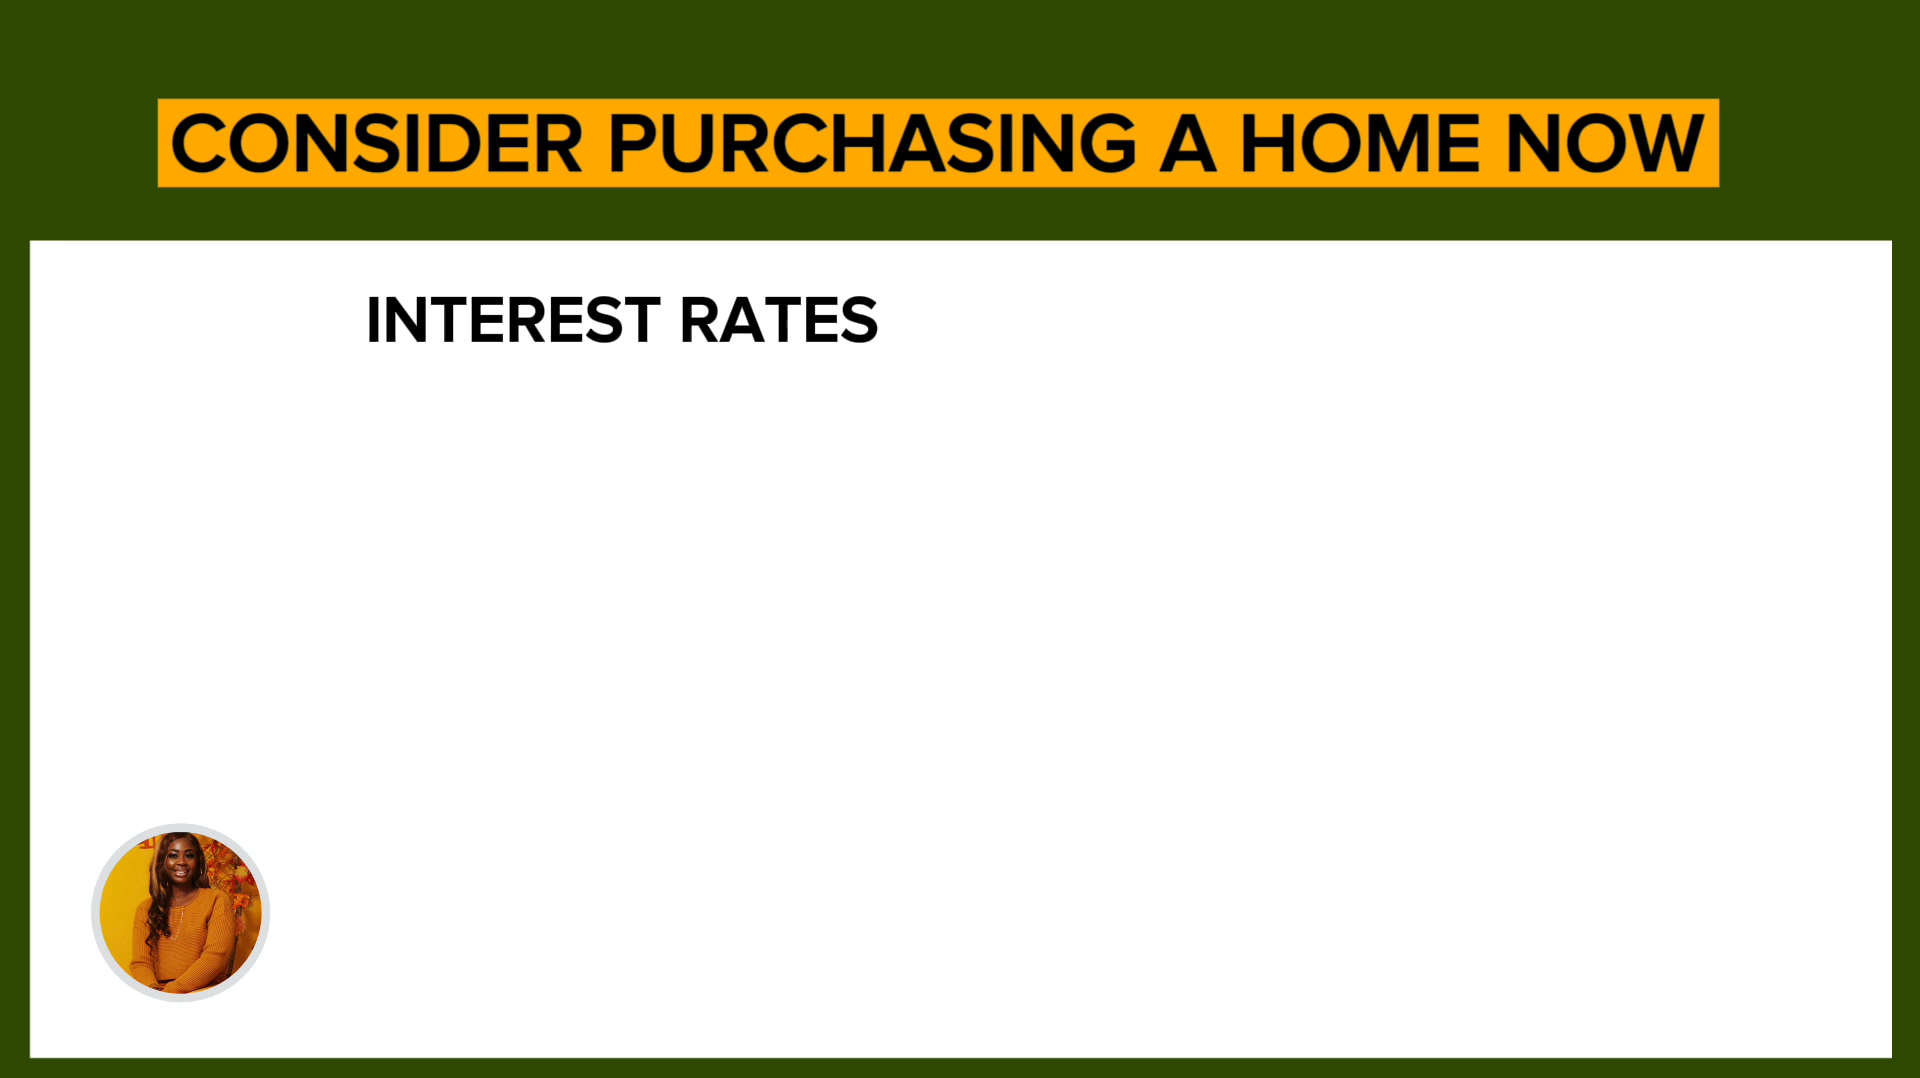 CONSIDER PURCHASING A HOME NOW
INTEREST RATES